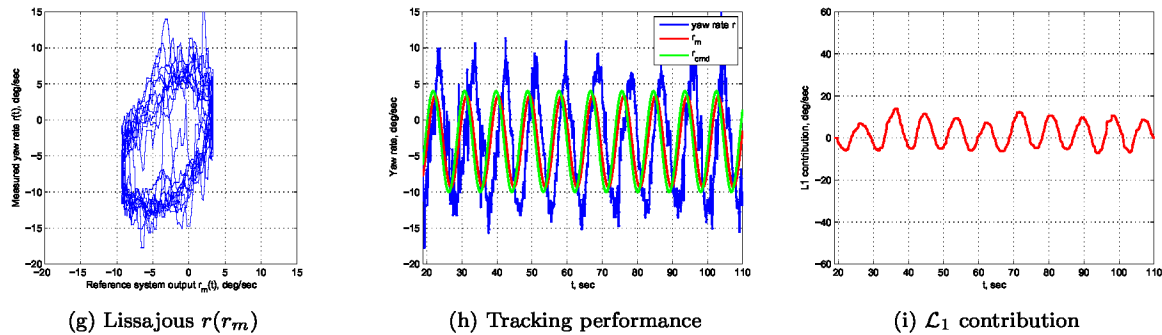 15
10
5
0
−5
−10
−15
−20
−20 −15 −10 −5 0 5 10 15
Measured yaw rate r(t), deg/sec
Reference system output r_m(t), deg/sec
(g) Lissajous r(r_m)
15
10
5
0
−5
−10
−15
−20
20 30 40 50 60 70 80 90 100 110
Yaw rate, deg/sec
t, sec
yaw rate r
r_m
r_cmd
(h) Tracking performance
60
40
20
0
−20
−40
−60
20 30 40 50 60 70 80 90 100 110
L1 contribution, deg/sec
t, sec
(i) ℒ₁ contribution